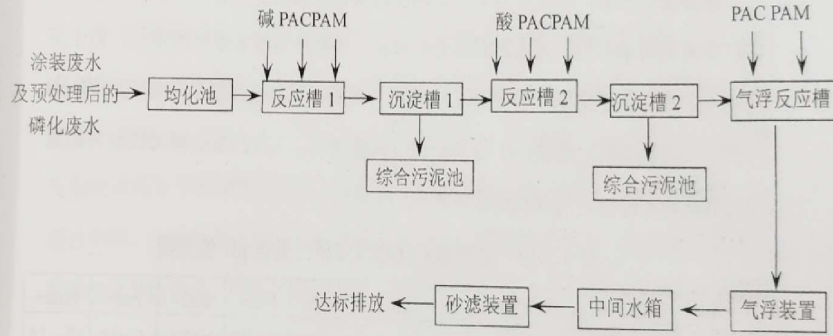 碱 PACPAM
酸 PACPAM
PAC PAM
涂装废水
及预处理后的
磷化废水
均化池
反应槽 1
沉淀槽 1
反应槽 2
沉淀槽 2
气浮反应槽
综合污泥池
综合污泥池
达标排放
砂滤装置
中间水箱
气浮装置